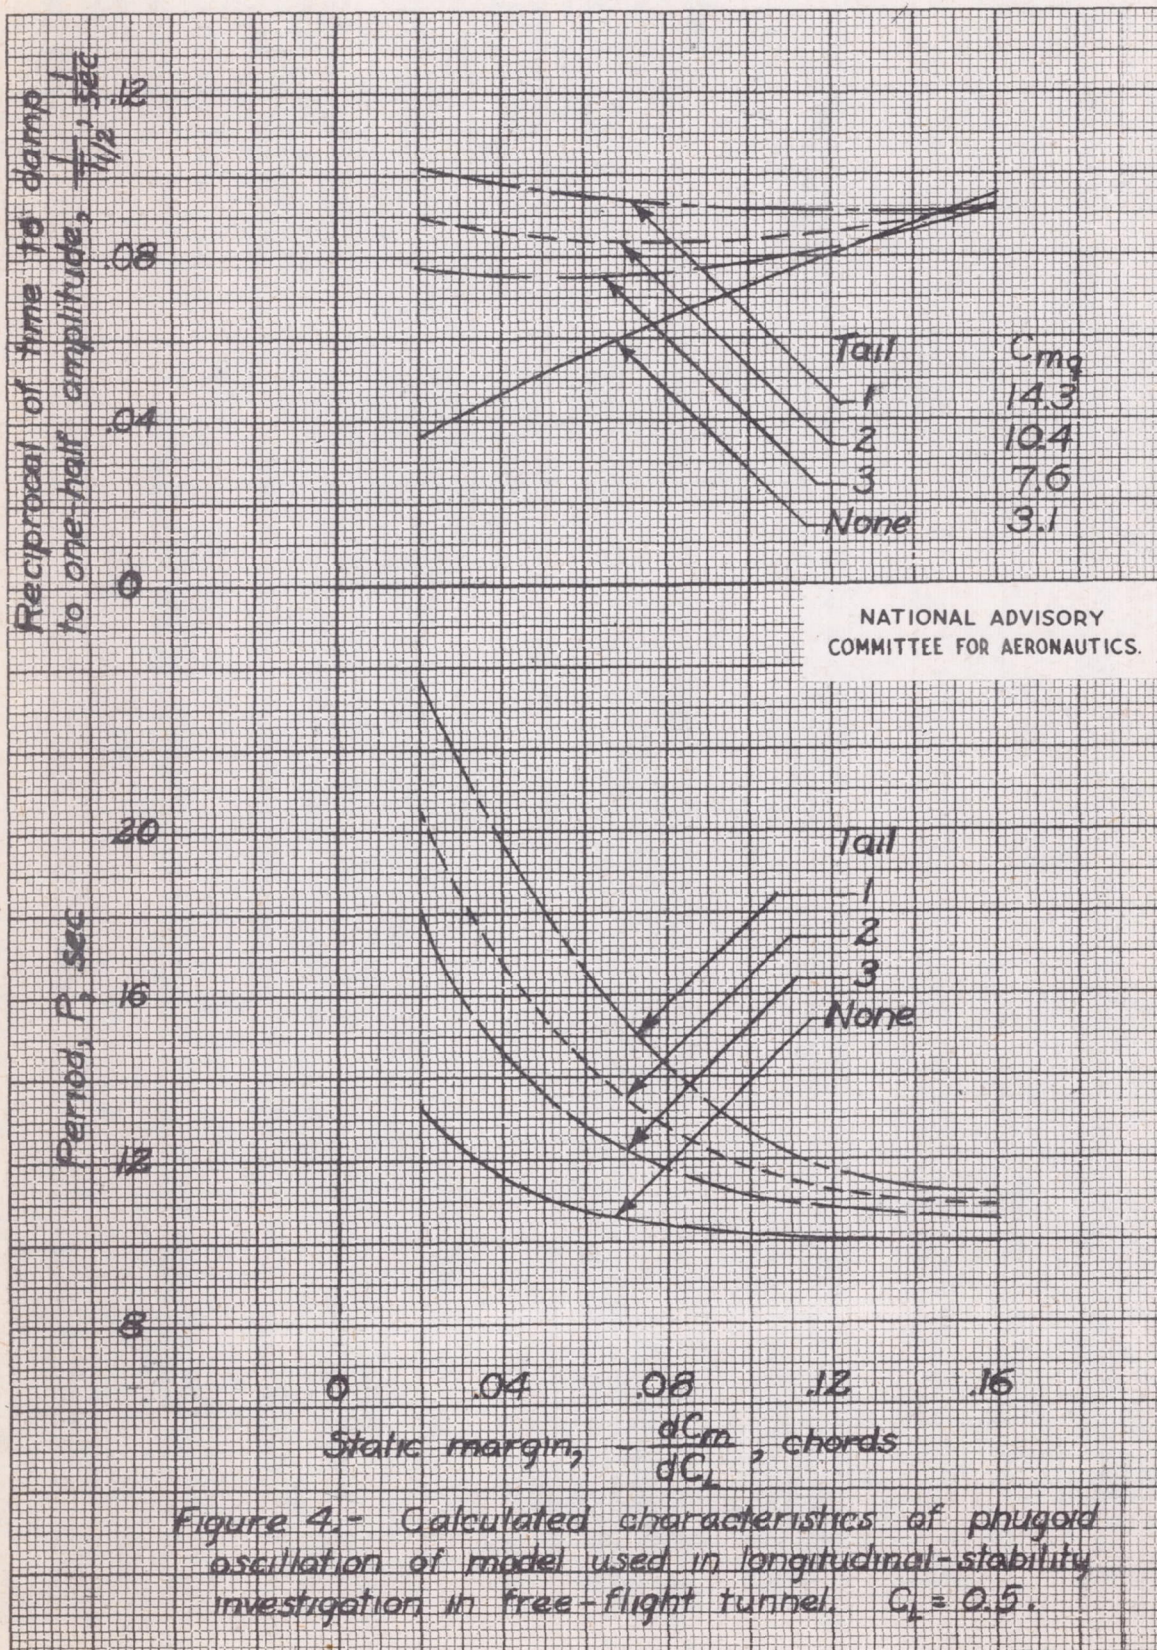 Reciprocal of time to damp
to one-half amplitude, 1/T1/2, 1/sec
.12
.08
.04
0
Tail Cmq
1 14.3
2 10.4
3 7.6
None 3.1
NATIONAL ADVISORY
COMMITTEE FOR AERONAUTICS.
Period, P, sec
20
16
12
8
Tail
1
2
3
None
0 .04 .08 .12 .16
Static margin, - dCm/dCL, chords
Figure 4.- Calculated characteristics of phugoid
oscillation of model used in longitudinal-stability
investigation in free-flight tunnel. CL = 0.5.